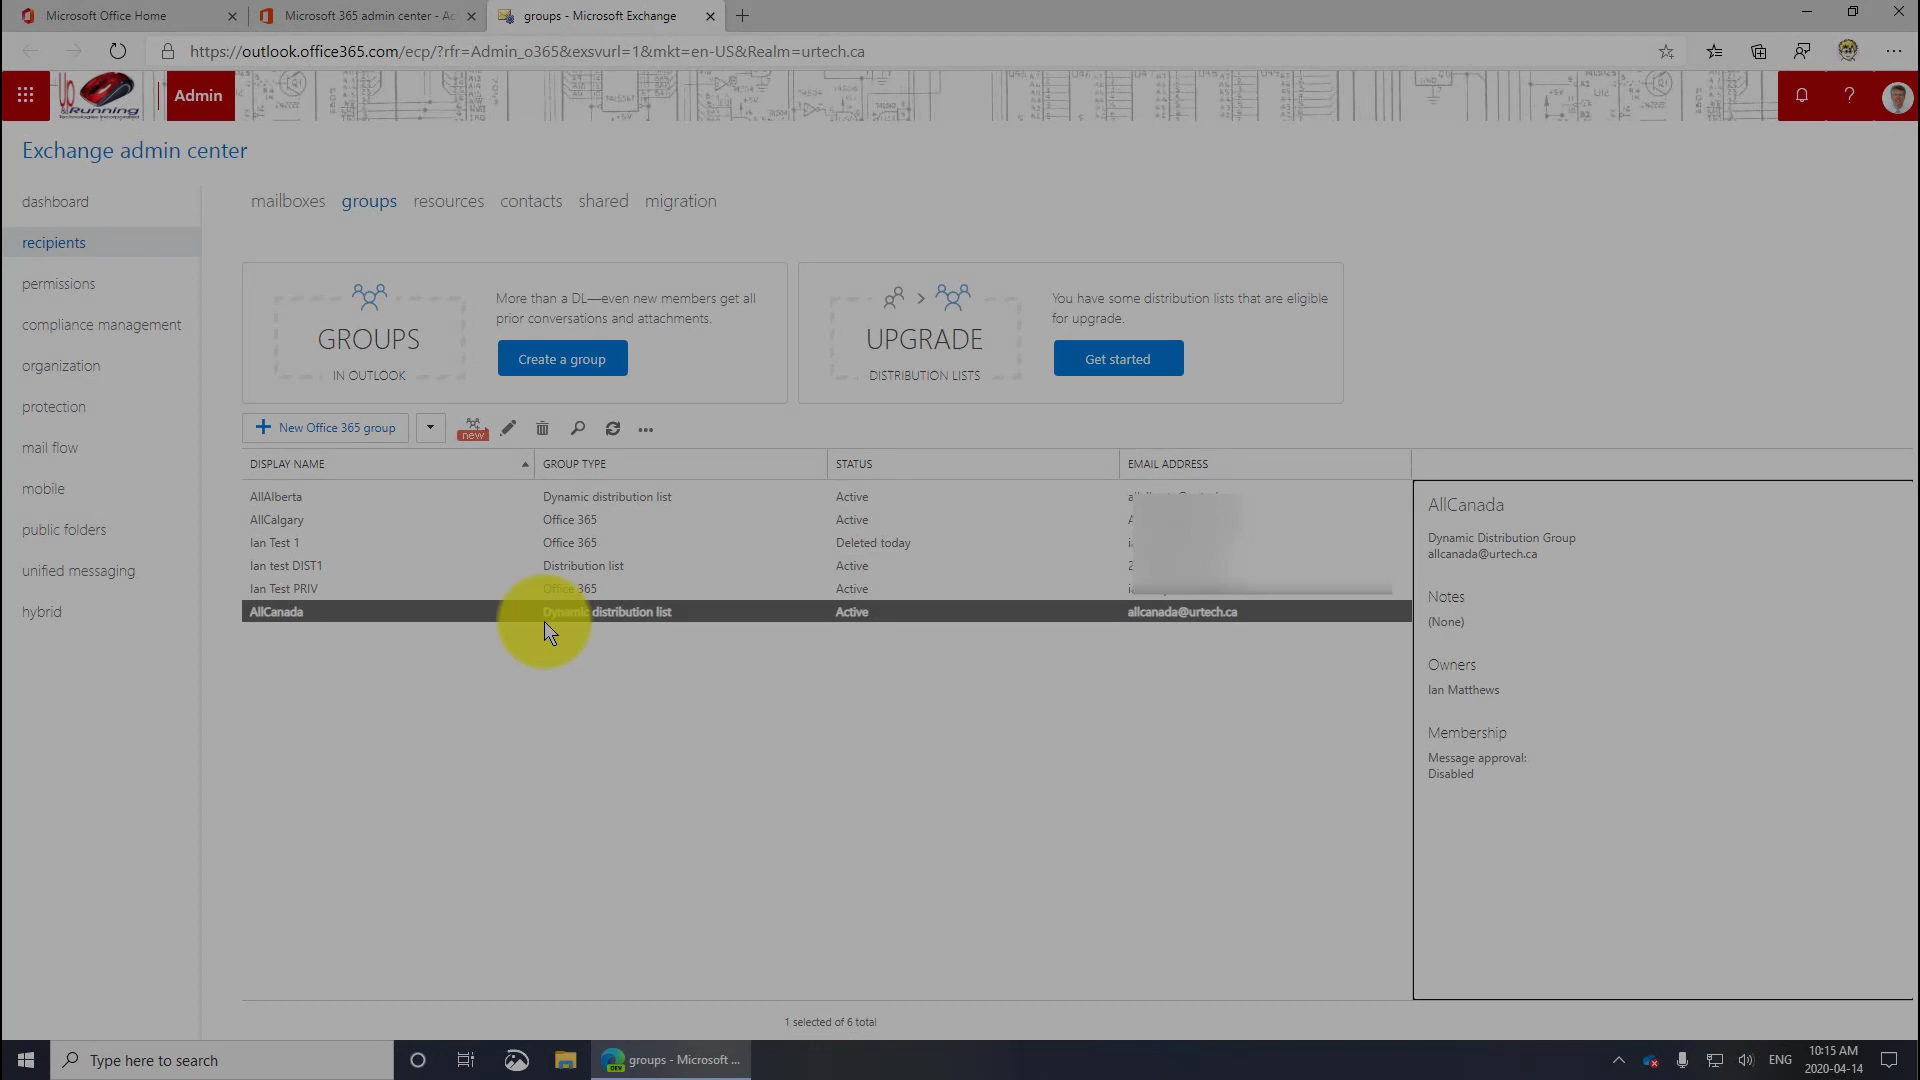 Microsoft Office Home
Microsoft 365 admin center - Ac
groups - Microsoft Exchange
https://outlook.office365.com/ecp/?rfr=Admin_o365&exsvurl=1&mkt=en-US&Realm=urtech.ca
Up & Running
Technologies Incorporated
Admin
Exchange admin center
dashboard
recipients
permissions
compliance management
organization
protection
mail flow
mobile
public folders
unified messaging
hybrid
mailboxes groups resources contacts shared migration
GROUPS
IN OUTLOOK
More than a DL—even new members get all
prior conversations and attachments.
Create a group
UPGRADE
DISTRIBUTION LISTS
You have some distribution lists that are eligible
for upgrade.
Get started
New Office 365 group
new
DISPLAY NAME GROUP TYPE STATUS EMAIL ADDRESS
AllAlberta Dynamic distribution list Active
AllCalgary Office 365 Active
Ian Test 1 Office 365 Deleted today
Ian test DIST1 Distribution list Active
Ian Test PRIV Office 365 Active
AllCanada Dynamic distribution list Active allcanada@urtech.ca
AllCanada
Dynamic Distribution Group
allcanada@urtech.ca
Notes
(None)
Owners
Ian Matthews
Membership
Message approval:
Disabled
1 selected of 6 total
Type here to search
DEV
groups - Microsoft ...
ENG
10:15 AM
2020-04-14